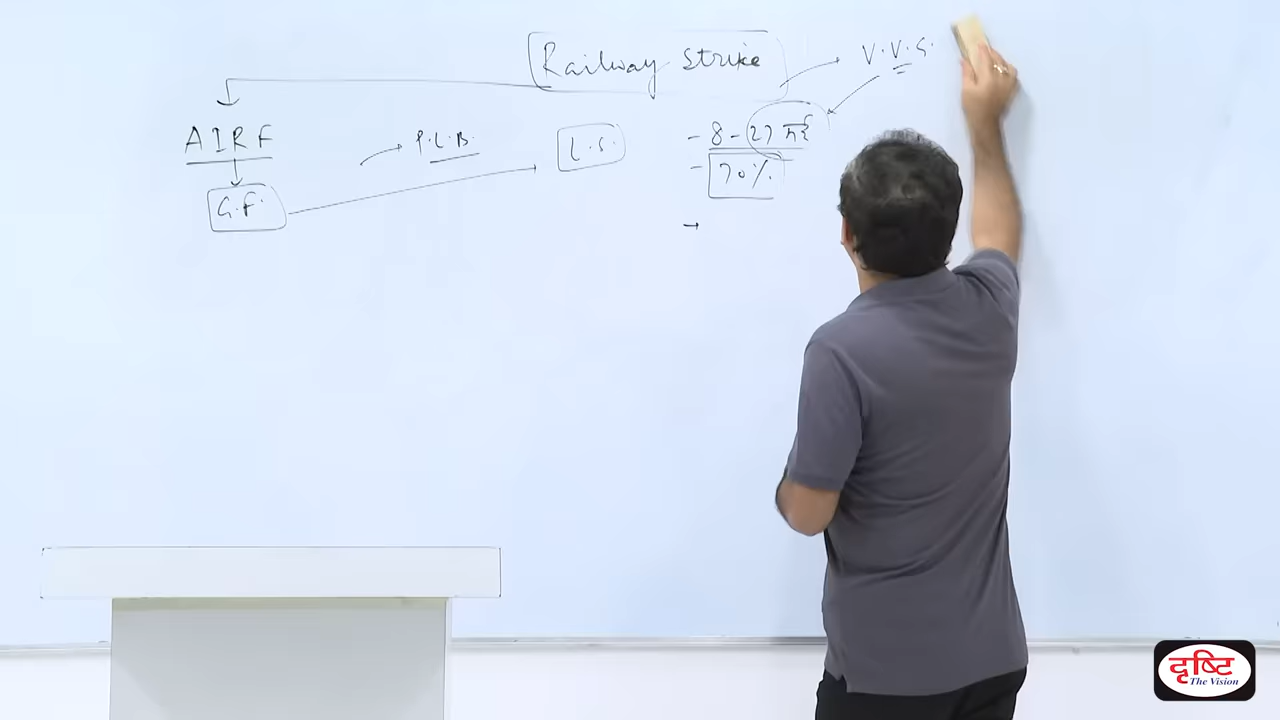 Railway Strike
V.V.G.
AIRF
P.L.B.
L.S.
- 8 - 27 मई
- 70%
G.F.
→
दृष्टि
The Vision